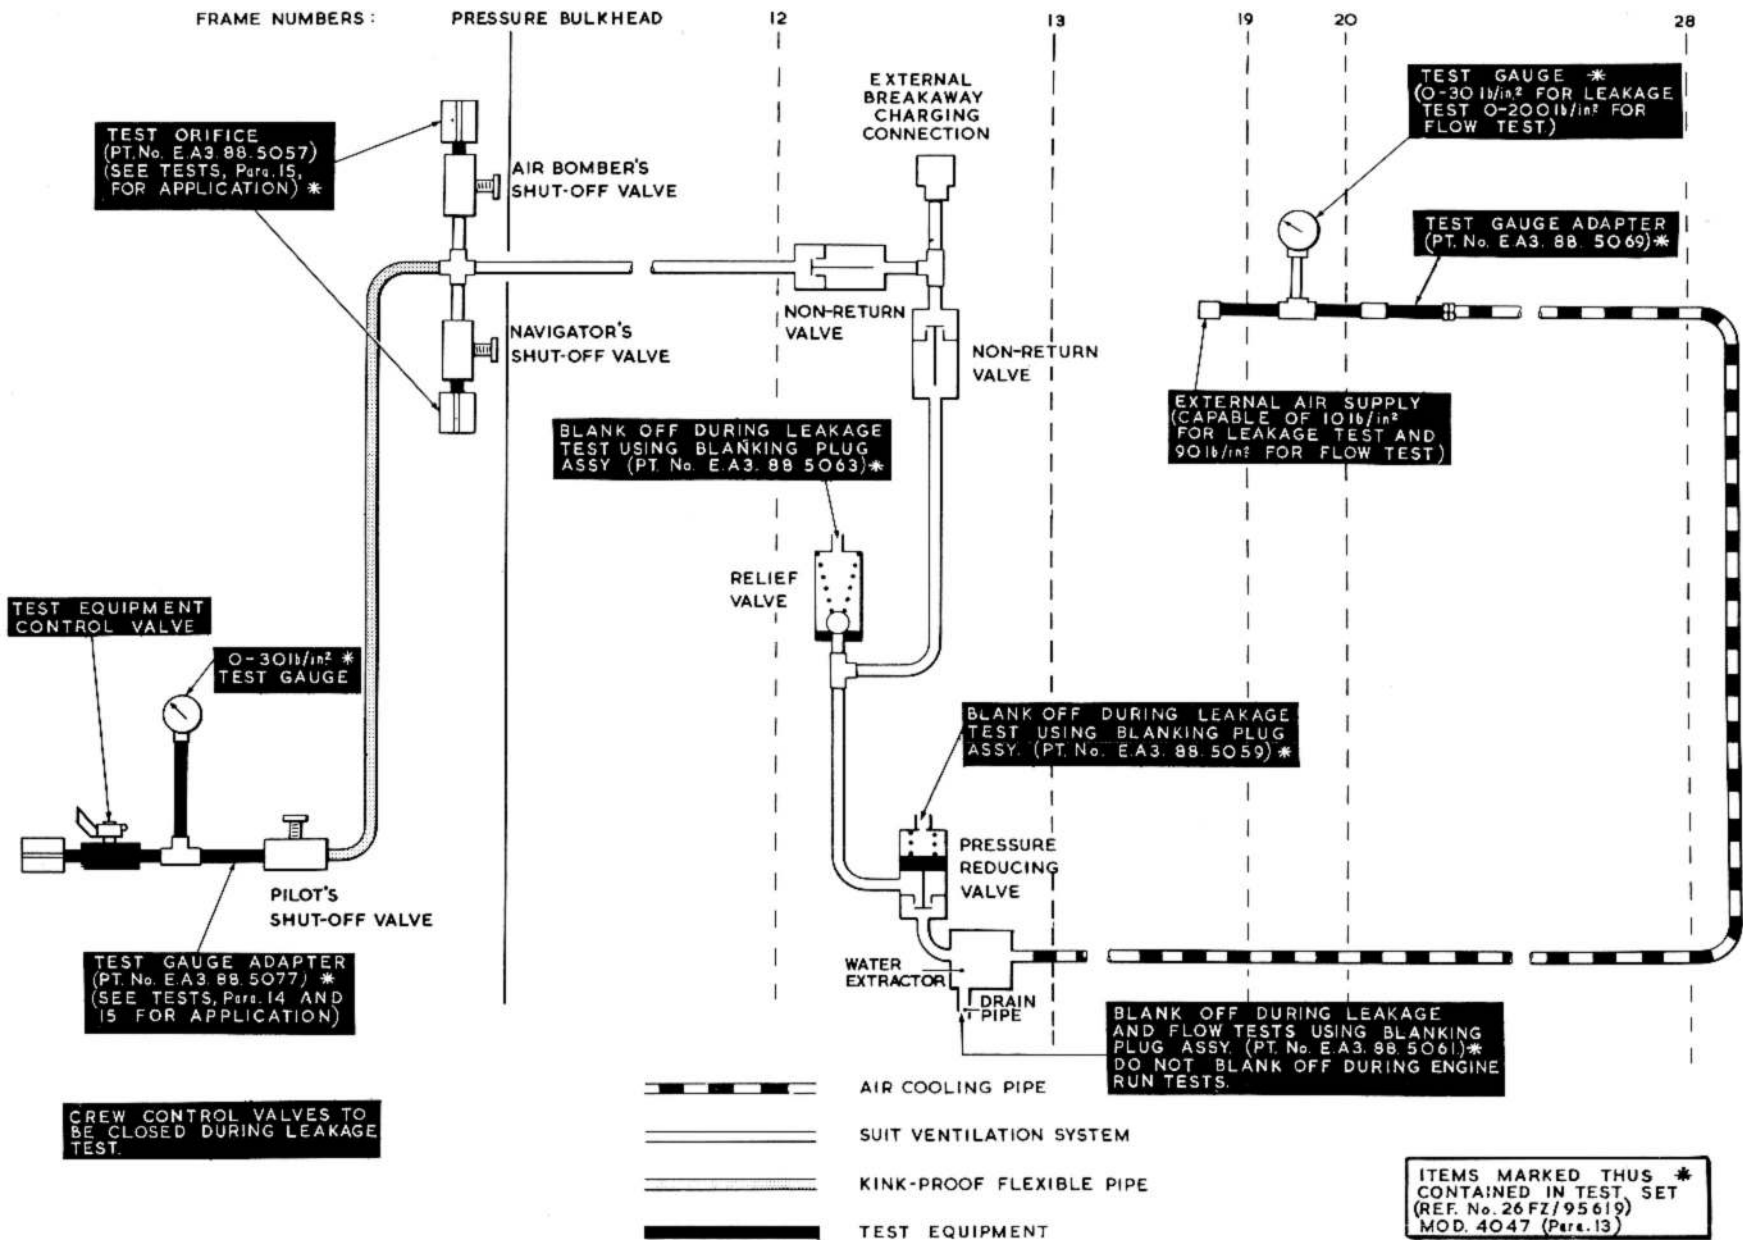 FRAME NUMBERS: PRESSURE BULKHEAD 12 13 19 20 28
TEST ORIFICE
(PT. No. E.A3. 88. 5057)
(SEE TESTS, Para. 15,
FOR APPLICATION) *
AIR BOMBER'S
SHUT-OFF VALVE
EXTERNAL
BREAKAWAY
CHARGING
CONNECTION
TEST GAUGE *
(0-30 lb/in² FOR LEAKAGE
TEST 0-200 lb/in² FOR
FLOW TEST.)
TEST GAUGE ADAPTER
(PT. No. E.A3. 88. 5069) *
NON-RETURN
VALVE
NAVIGATOR'S
SHUT-OFF VALVE
NON-RETURN
VALVE
EXTERNAL AIR SUPPLY
(CAPABLE OF 10 lb/in²
FOR LEAKAGE TEST AND
90 lb/in² FOR FLOW TEST)
BLANK OFF DURING LEAKAGE
TEST USING BLANKING PLUG
ASSY (PT. No. E.A3. 88 5063) *
RELIEF
VALVE
TEST EQUIPMENT
CONTROL VALVE
0-30 lb/in² *
TEST GAUGE
BLANK OFF DURING LEAKAGE
TEST USING BLANKING PLUG
ASSY. (PT. No. E.A3. 88. 5059) *
PRESSURE
REDUCING
VALVE
PILOT'S
SHUT-OFF VALVE
TEST GAUGE ADAPTER
(PT. No. E.A3. 88. 5077) *
(SEE TESTS, Para. 14 AND
15 FOR APPLICATION)
WATER
EXTRACTOR
DRAIN
PIPE
BLANK OFF DURING LEAKAGE
AND FLOW TESTS USING BLANKING
PLUG ASSY. (PT. No. E.A3. 88. 5061.) *
DO NOT BLANK OFF DURING ENGINE
RUN TESTS.
CREW CONTROL VALVES TO
BE CLOSED DURING LEAKAGE
TEST.
AIR COOLING PIPE
SUIT VENTILATION SYSTEM
KINK-PROOF FLEXIBLE PIPE
TEST EQUIPMENT
ITEMS MARKED THUS *
CONTAINED IN TEST SET
(REF. No. 26 FZ/95619)
MOD. 4047 (Para. 13)